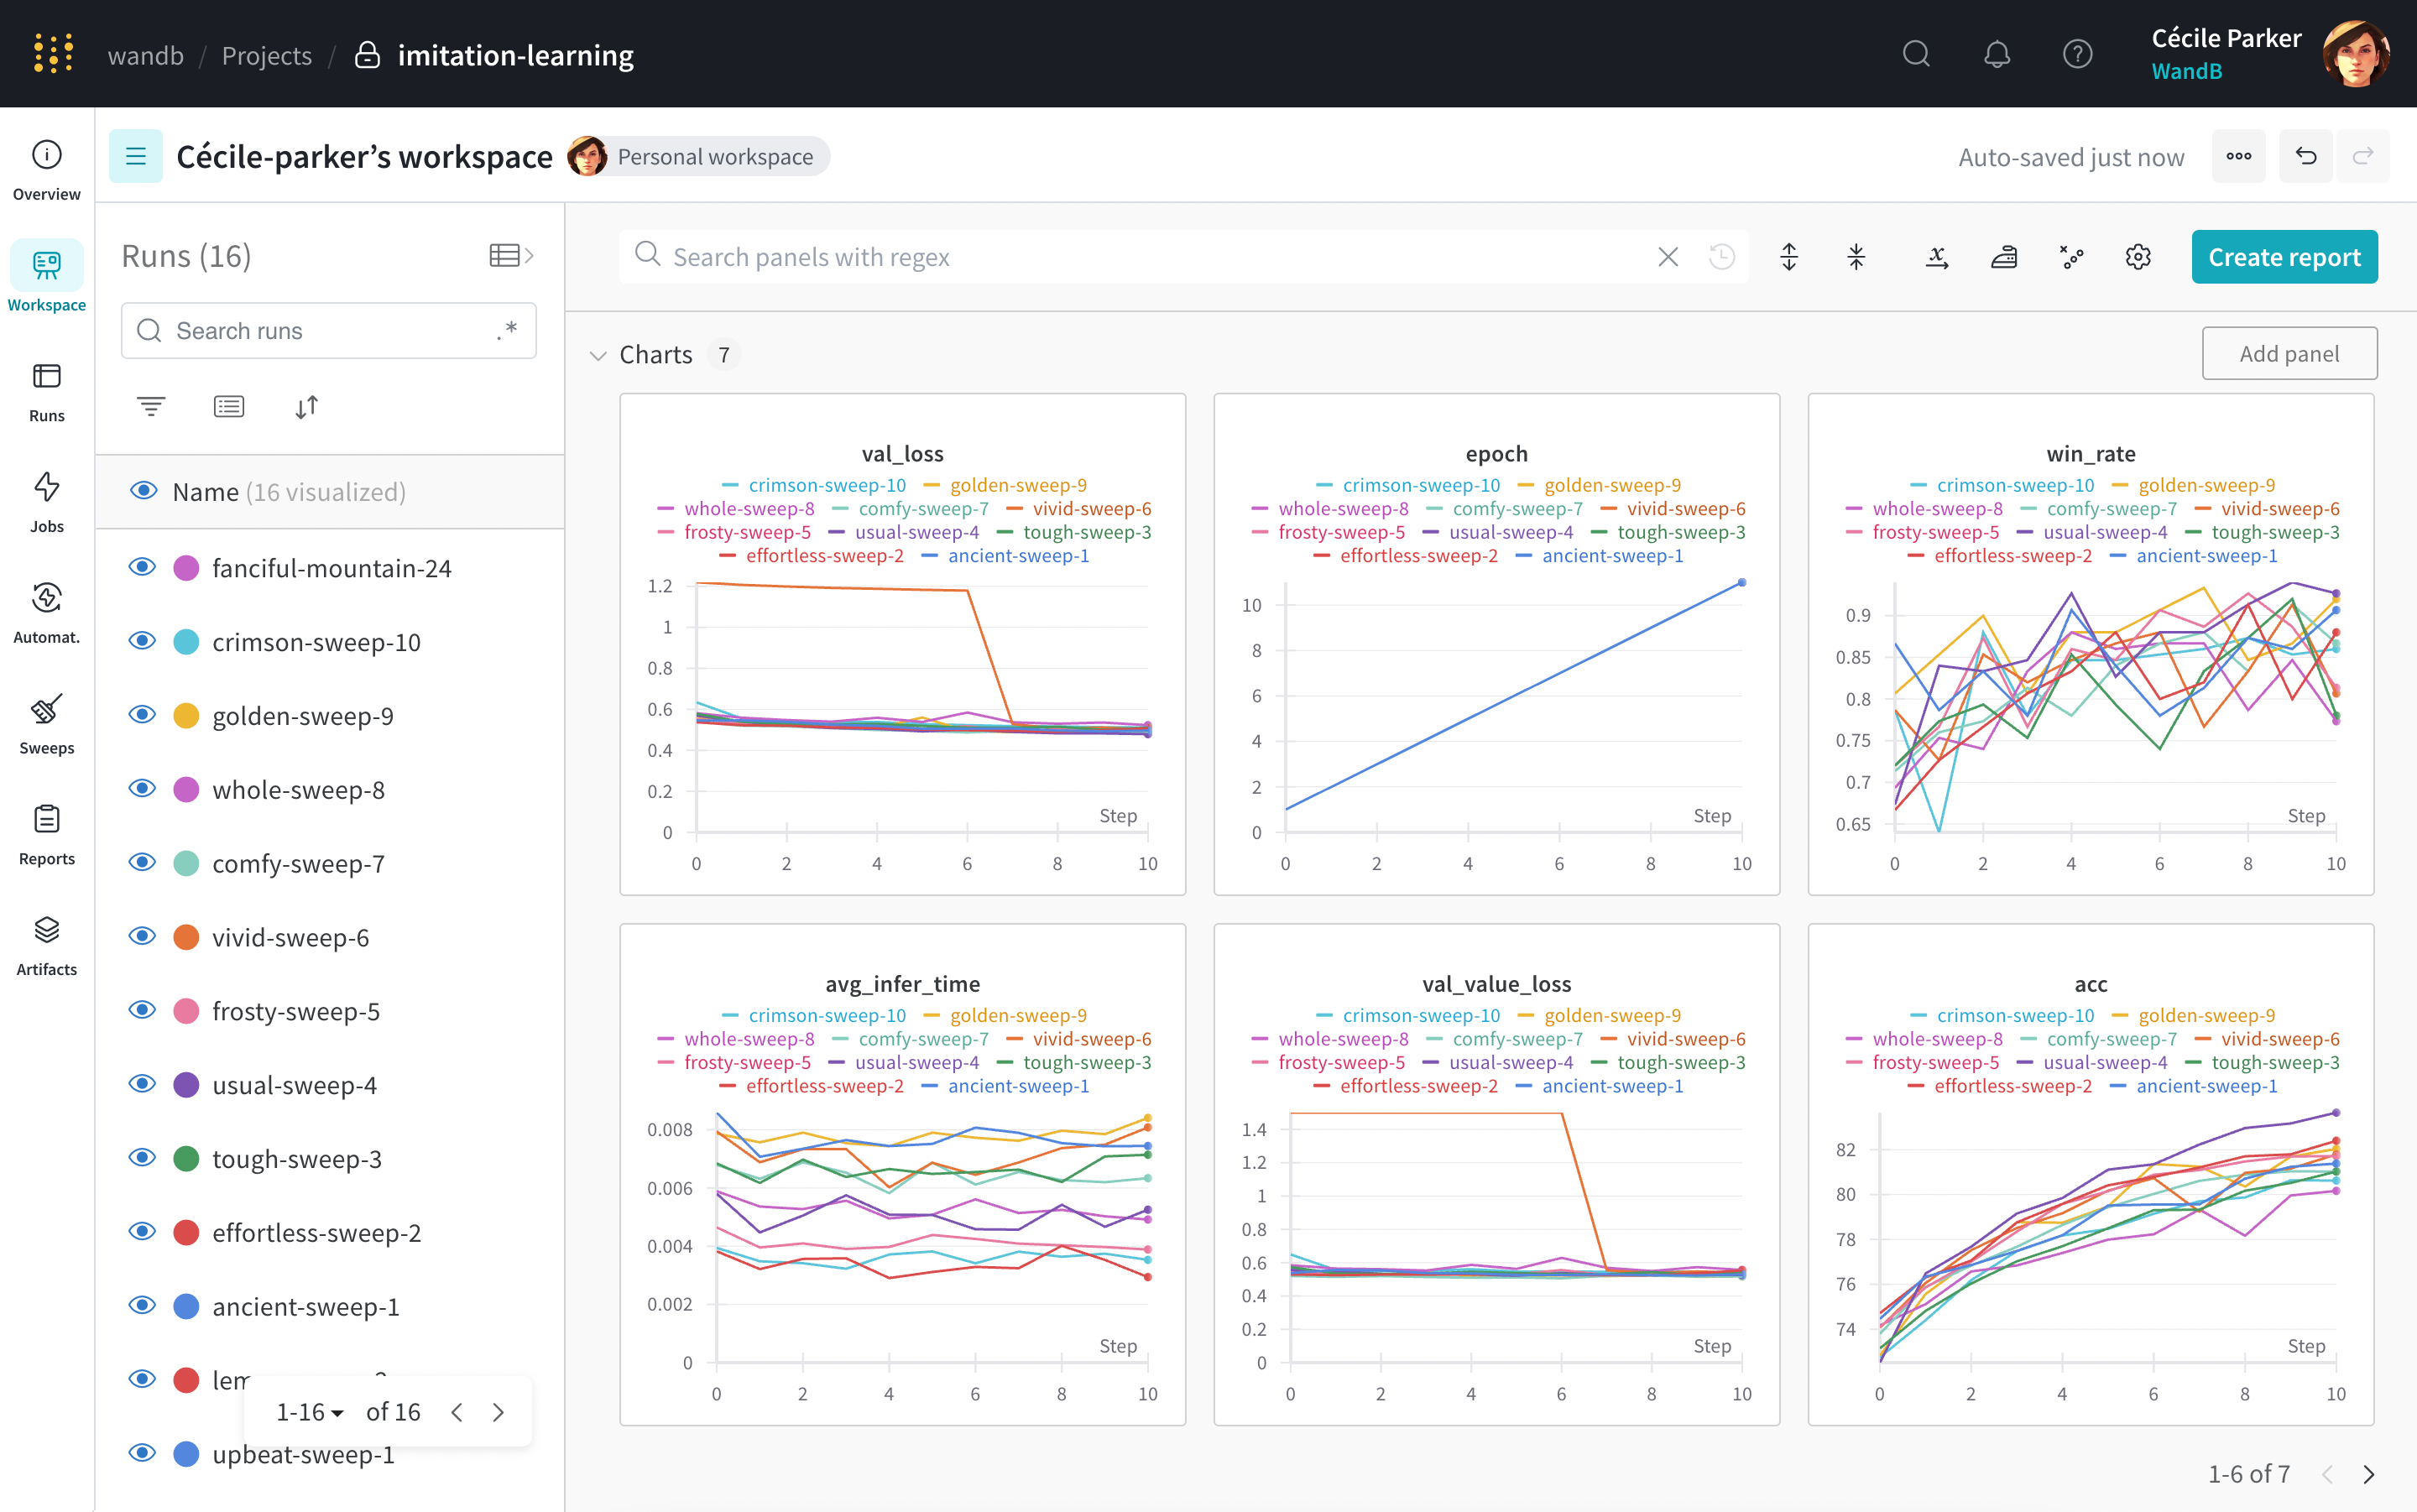 wandb / Projects / imitation-learning
Cécile Parker
WandB
Overview
Workspace
Runs
Jobs
Automat.
Sweeps
Reports
Artifacts
Cécile-parker’s workspace
Personal workspace
Auto-saved just now
Runs (16)
Search runs
.*
Name (16 visualized)
fanciful-mountain-24
crimson-sweep-10
golden-sweep-9
whole-sweep-8
comfy-sweep-7
vivid-sweep-6
frosty-sweep-5
usual-sweep-4
tough-sweep-3
effortless-sweep-2
ancient-sweep-1
1-16 of 16
upbeat-sweep-1
Search panels with regex
Create report
Charts 7
Add panel
val_loss
crimson-sweep-10 golden-sweep-9
whole-sweep-8 comfy-sweep-7 vivid-sweep-6
frosty-sweep-5 usual-sweep-4 tough-sweep-3
effortless-sweep-2 ancient-sweep-1
1.2
1
0.8
0.6
0.4
0.2
0
Step
0 2 4 6 8 10
epoch
crimson-sweep-10 golden-sweep-9
whole-sweep-8 comfy-sweep-7 vivid-sweep-6
frosty-sweep-5 usual-sweep-4 tough-sweep-3
effortless-sweep-2 ancient-sweep-1
10
8
6
4
2
0
Step
0 2 4 6 8 10
win_rate
crimson-sweep-10 golden-sweep-9
whole-sweep-8 comfy-sweep-7 vivid-sweep-6
frosty-sweep-5 usual-sweep-4 tough-sweep-3
effortless-sweep-2 ancient-sweep-1
0.9
0.85
0.8
0.75
0.7
0.65
Step
0 2 4 6 8 10
avg_infer_time
crimson-sweep-10 golden-sweep-9
whole-sweep-8 comfy-sweep-7 vivid-sweep-6
frosty-sweep-5 usual-sweep-4 tough-sweep-3
effortless-sweep-2 ancient-sweep-1
0.008
0.006
0.004
0.002
0
Step
0 2 4 6 8 10
val_value_loss
crimson-sweep-10 golden-sweep-9
whole-sweep-8 comfy-sweep-7 vivid-sweep-6
frosty-sweep-5 usual-sweep-4 tough-sweep-3
effortless-sweep-2 ancient-sweep-1
1.4
1.2
1
0.8
0.6
0.4
0.2
0
Step
0 2 4 6 8 10
acc
crimson-sweep-10 golden-sweep-9
whole-sweep-8 comfy-sweep-7 vivid-sweep-6
frosty-sweep-5 usual-sweep-4 tough-sweep-3
effortless-sweep-2 ancient-sweep-1
82
80
78
76
74
Step
0 2 4 6 8 10
1-6 of 7